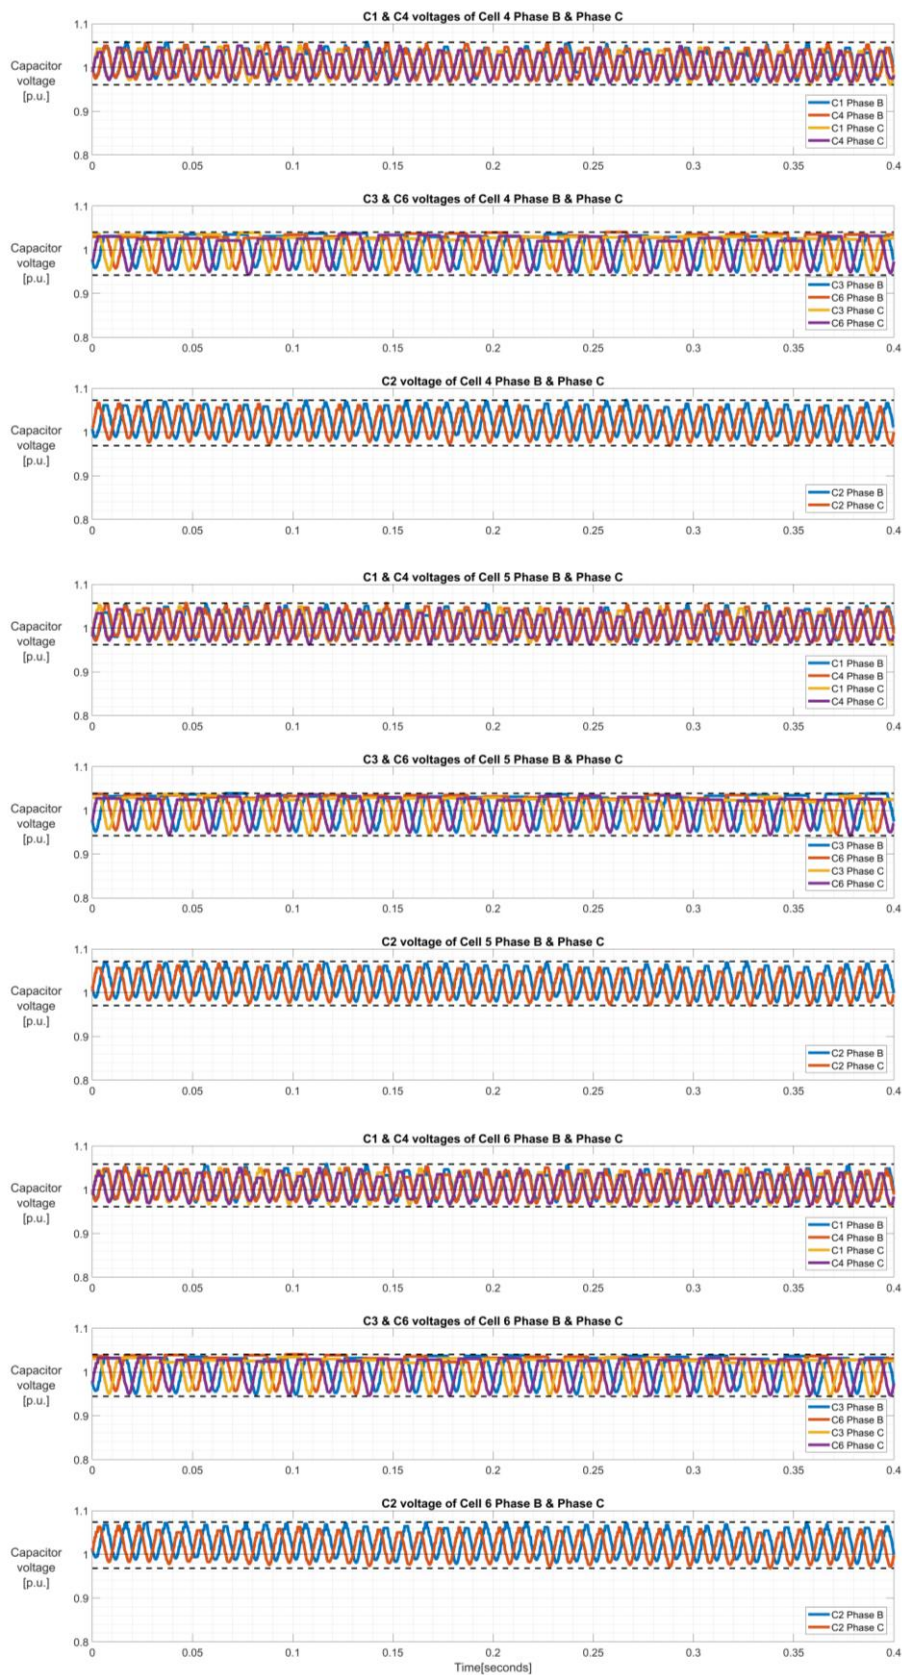 C1 & C4 voltages of Cell 4 Phase B & Phase C
1.1
Capacitor
voltage
[p.u.]
1
0.9
0.8
C1 Phase B
C4 Phase B
C1 Phase C
C4 Phase C
0 0.05 0.1 0.15 0.2 0.25 0.3 0.35 0.4
C3 & C6 voltages of Cell 4 Phase B & Phase C
1.1
Capacitor
voltage
[p.u.]
1
0.9
0.8
C3 Phase B
C6 Phase B
C3 Phase C
C6 Phase C
0 0.05 0.1 0.15 0.2 0.25 0.3 0.35 0.4
C2 voltage of Cell 4 Phase B & Phase C
1.1
Capacitor
voltage
[p.u.]
1
0.9
0.8
C2 Phase B
C2 Phase C
0 0.05 0.1 0.15 0.2 0.25 0.3 0.35 0.4
C1 & C4 voltages of Cell 5 Phase B & Phase C
1.1
Capacitor
voltage
[p.u.]
1
0.9
0.8
C1 Phase B
C4 Phase B
C1 Phase C
C4 Phase C
0 0.05 0.1 0.15 0.2 0.25 0.3 0.35 0.4
C3 & C6 voltages of Cell 5 Phase B & Phase C
1.1
Capacitor
voltage
[p.u.]
1
0.9
0.8
C3 Phase B
C6 Phase B
C3 Phase C
C6 Phase C
0 0.05 0.1 0.15 0.2 0.25 0.3 0.35 0.4
C2 voltage of Cell 5 Phase B & Phase C
1.1
Capacitor
voltage
[p.u.]
1
0.9
0.8
C2 Phase B
C2 Phase C
0 0.05 0.1 0.15 0.2 0.25 0.3 0.35 0.4
C1 & C4 voltages of Cell 6 Phase B & Phase C
1.1
Capacitor
voltage
[p.u.]
1
0.9
0.8
C1 Phase B
C4 Phase B
C1 Phase C
C4 Phase C
0 0.05 0.1 0.15 0.2 0.25 0.3 0.35 0.4
C3 & C6 voltages of Cell 6 Phase B & Phase C
1.1
Capacitor
voltage
[p.u.]
1
0.9
0.8
C3 Phase B
C6 Phase B
C3 Phase C
C6 Phase C
0 0.05 0.1 0.15 0.2 0.25 0.3 0.35 0.4
C2 voltage of Cell 6 Phase B & Phase C
1.1
Capacitor
voltage
[p.u.]
1
0.9
0.8
C2 Phase B
C2 Phase C
0 0.05 0.1 0.15 0.2 0.25 0.3 0.35 0.4
Time[seconds]